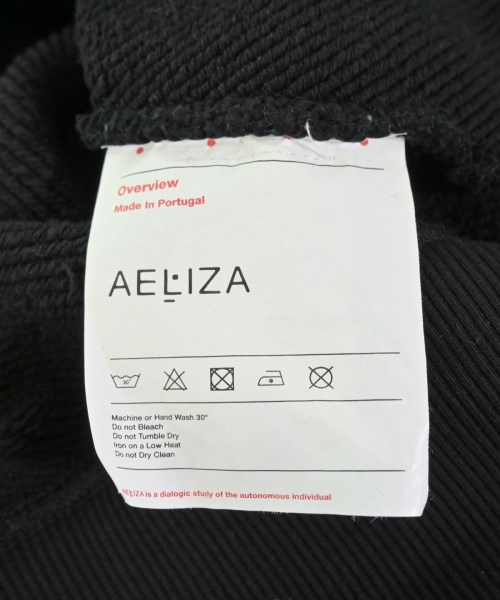 Overview
Made In Portugal
AEĿIZA
30°
Machine or Hand Wash 30°
Do not Bleach
Do not Tumble Dry
Iron on a Low Heat
Do not Dry Clean
AEĿIZA is a dialogic study of the autonomous individual